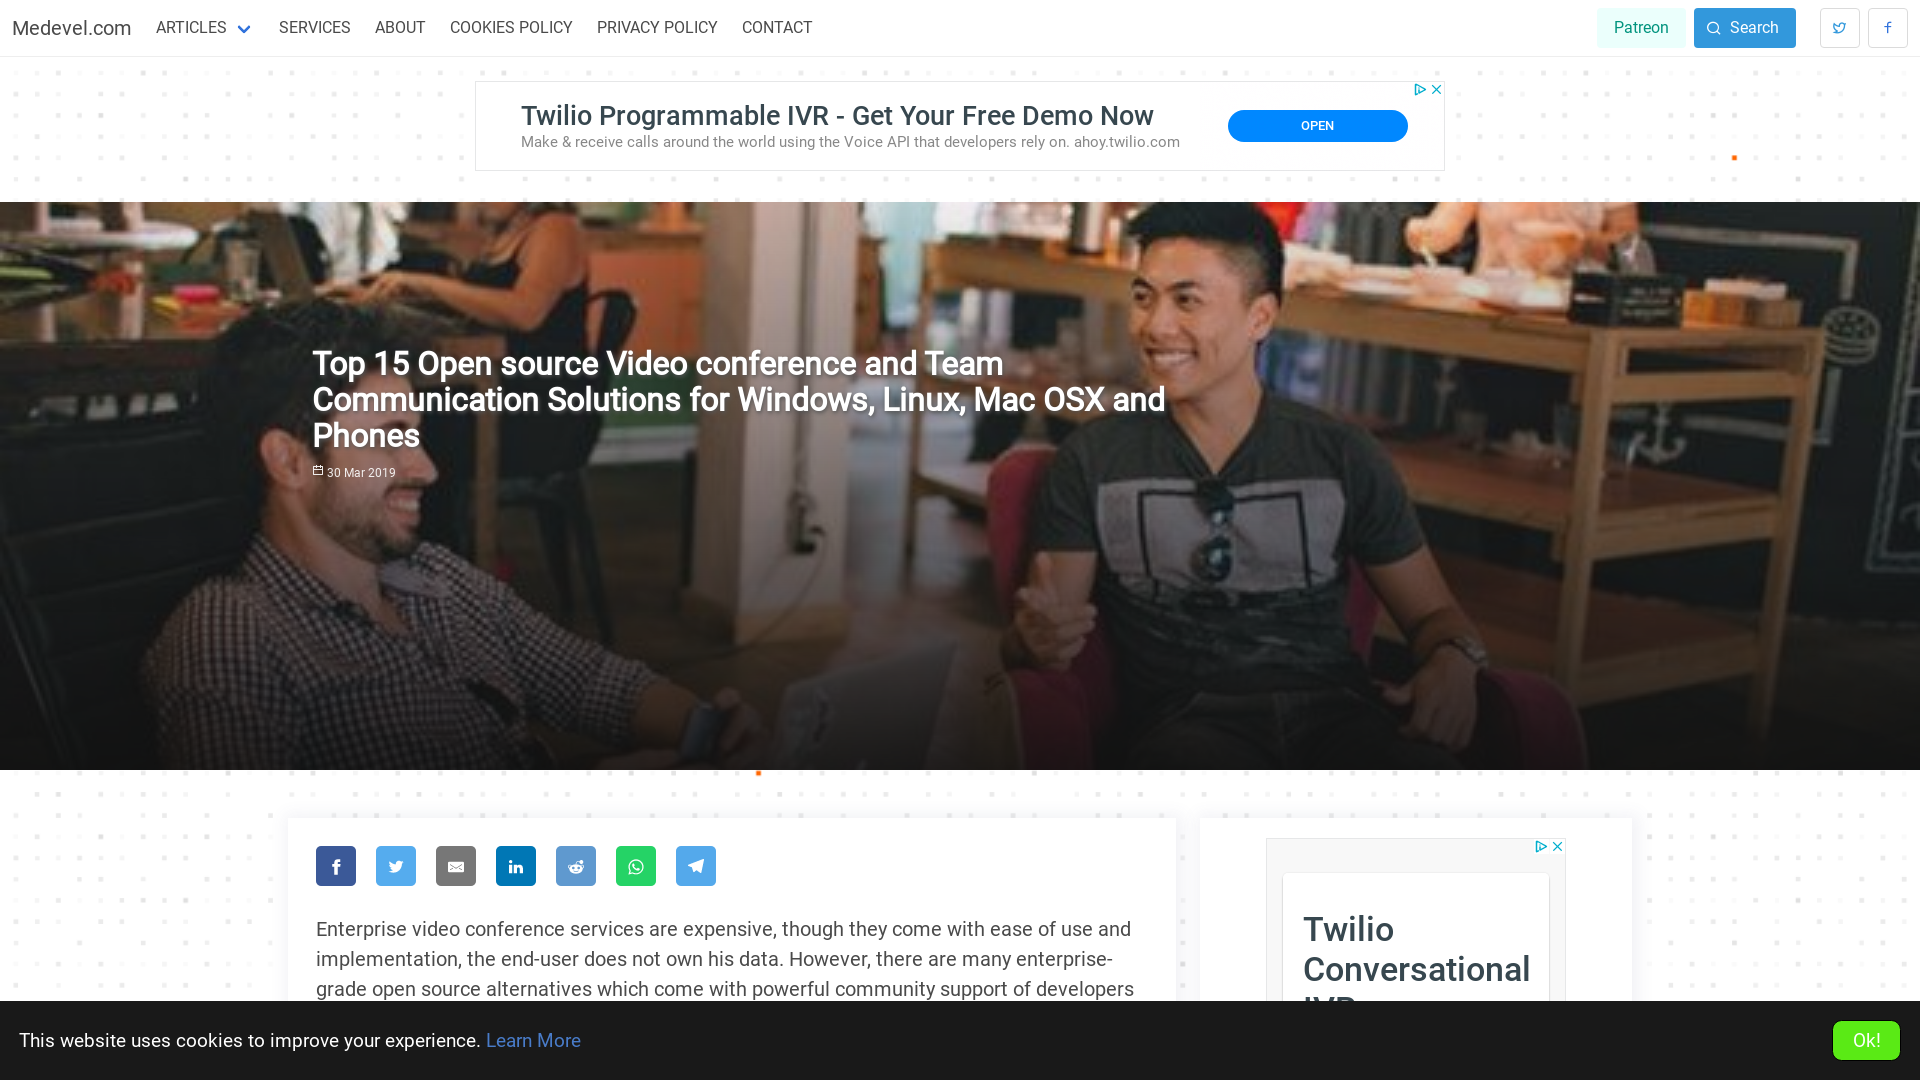 Medevel.com ARTICLES SERVICES ABOUT COOKIES POLICY PRIVACY POLICY CONTACT Patreon Search
Twilio Programmable IVR - Get Your Free Demo Now
Make & receive calls around the world using the Voice API that developers rely on. ahoy.twilio.com
OPEN
Top 15 Open source Video conference and Team
Communication Solutions for Windows, Linux, Mac OSX and
Phones
30 Mar 2019
Enterprise video conference services are expensive, though they come with ease of use and
implementation, the end-user does not own his data. However, there are many enterprise-
grade open source alternatives which come with powerful community support of developers
Twilio
Conversational
IVR
This website uses cookies to improve your experience. Learn More
Ok!